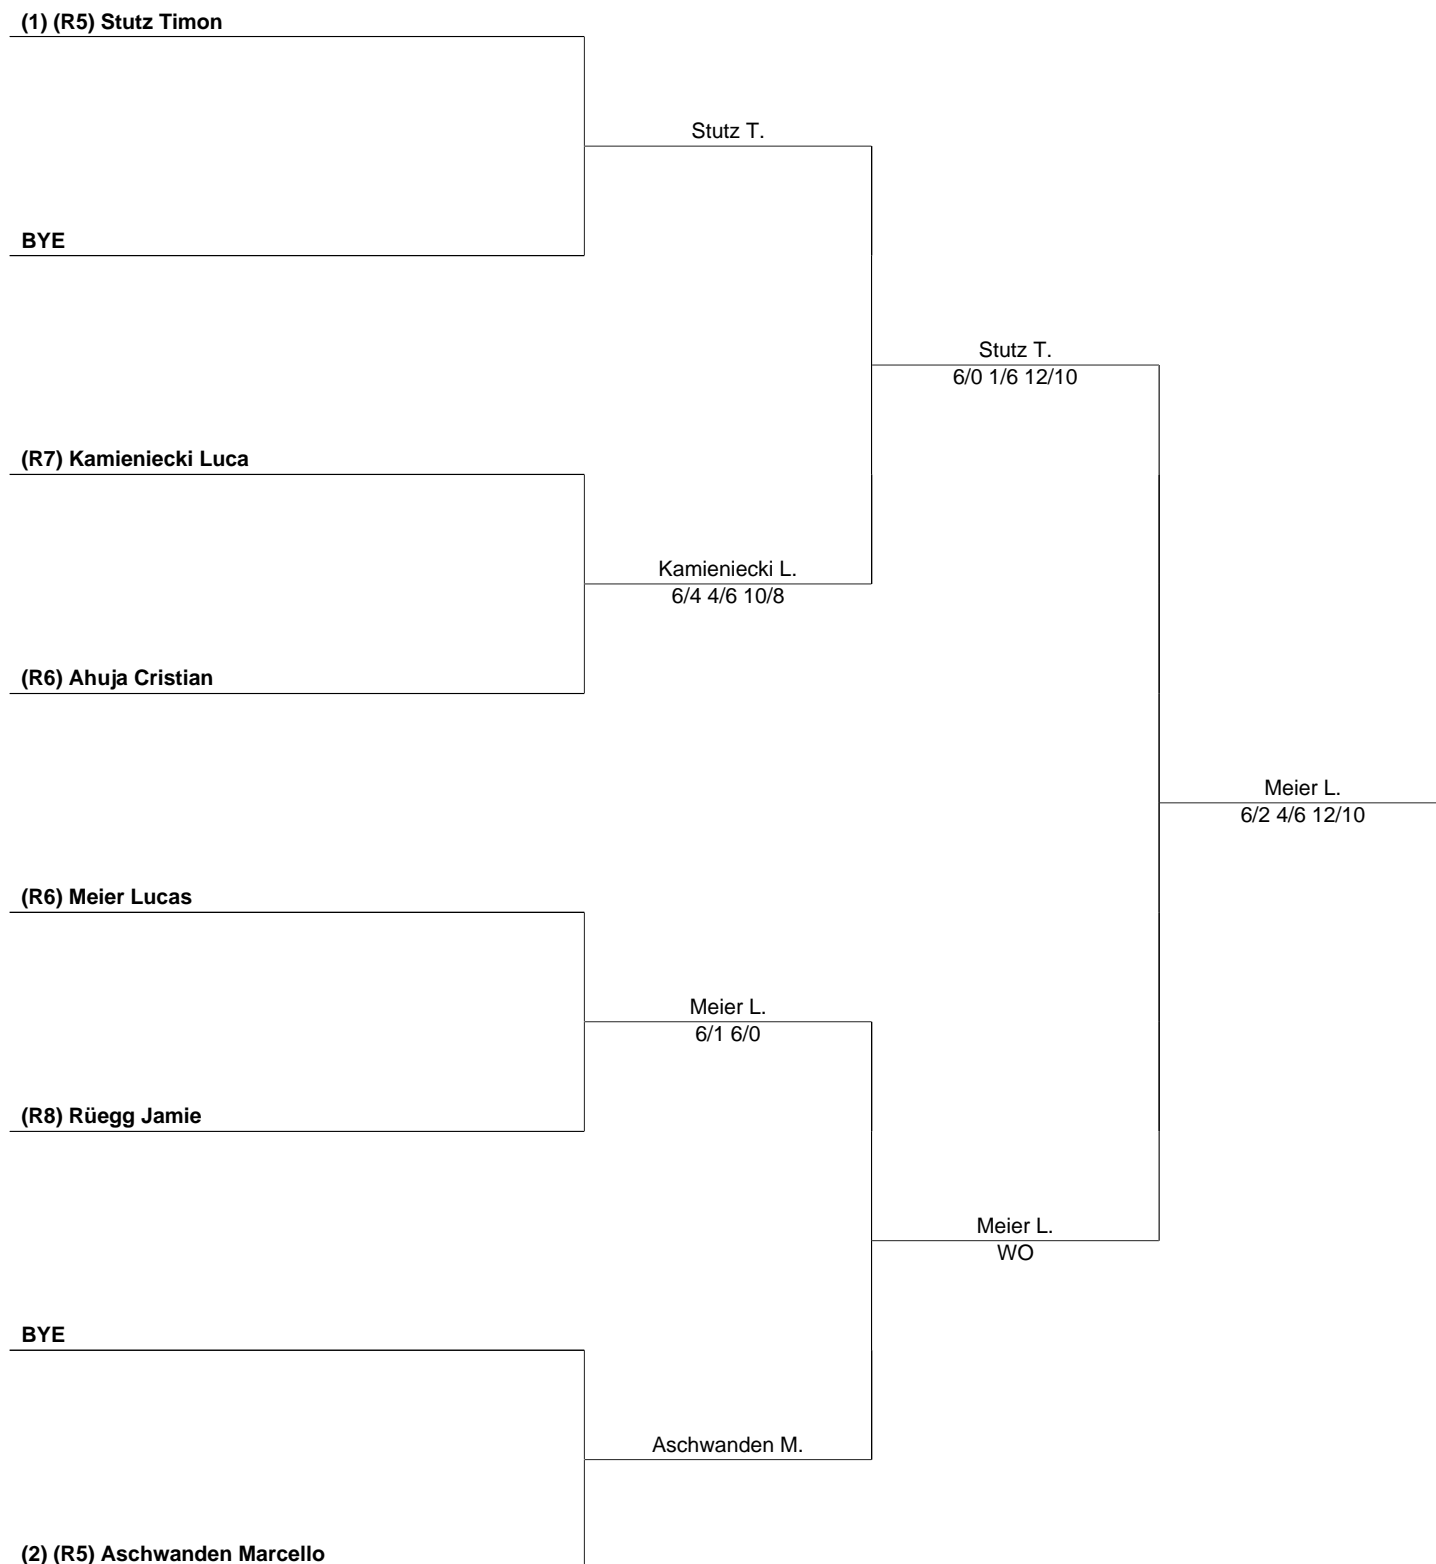 (1) (R5) Stutz Timon
Stutz T.
BYE
Stutz T.
6/0 1/6 12/10
(R7) Kamieniecki Luca
Kamieniecki L.
6/4 4/6 10/8
(R6) Ahuja Cristian
Meier L.
6/2 4/6 12/10
(R6) Meier Lucas
Meier L.
6/1 6/0
(R8) Rüegg Jamie
Meier L.
WO
BYE
Aschwanden M.
(2) (R5) Aschwanden Marcello